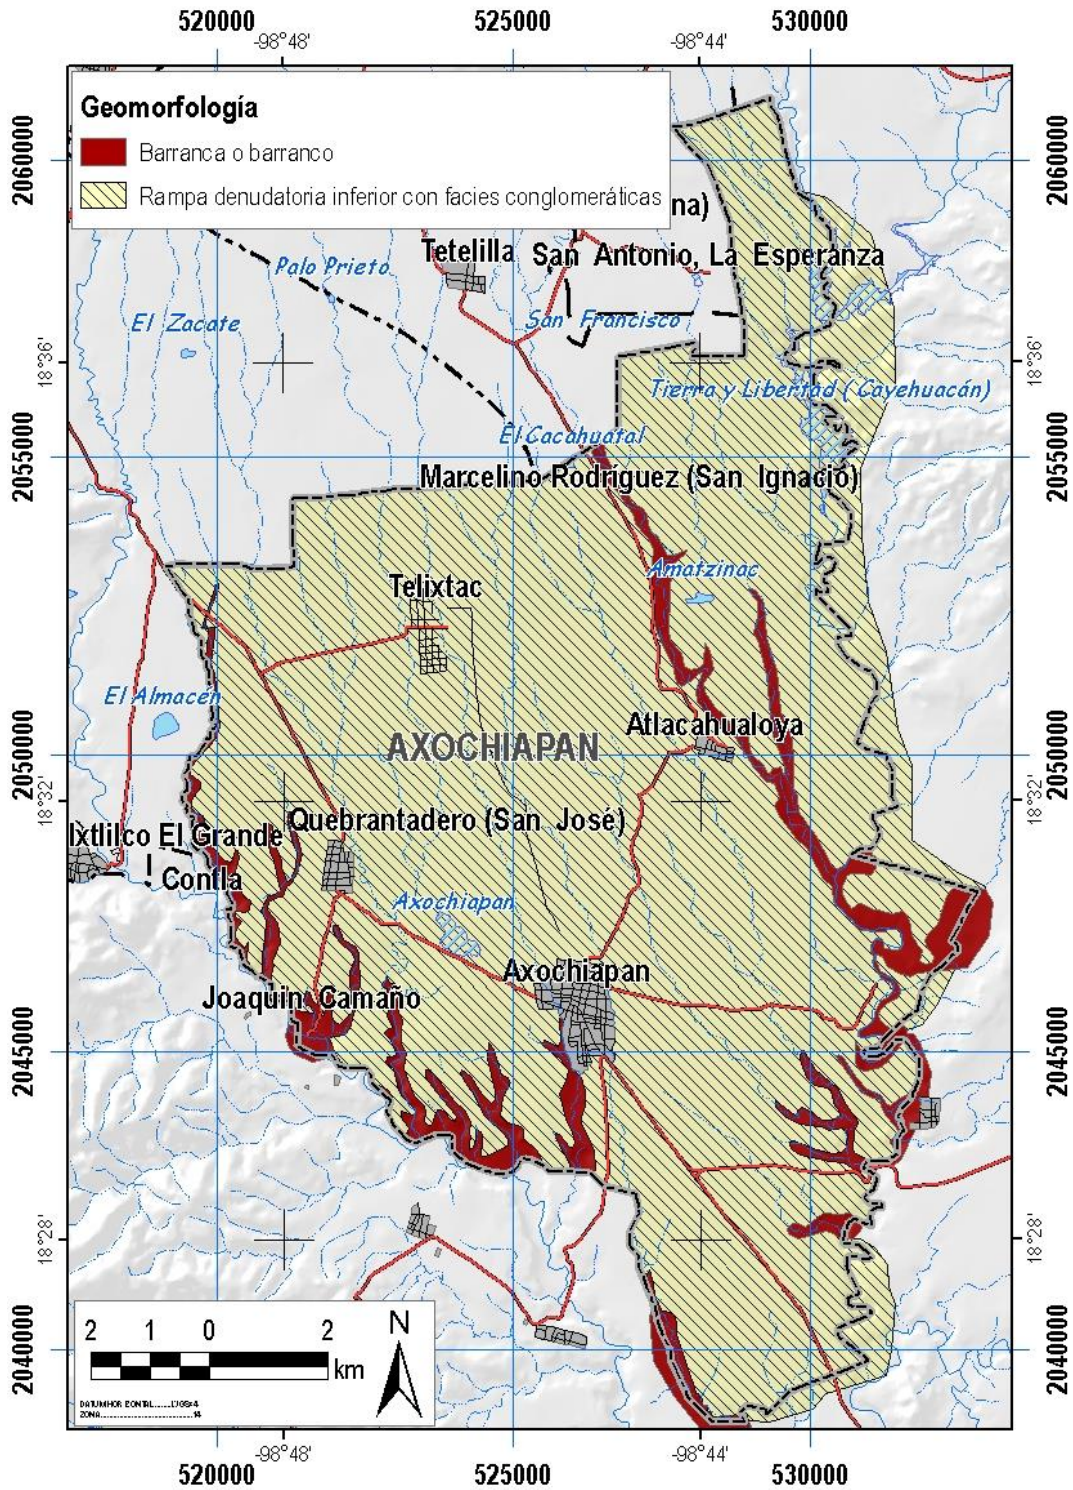 520000 525000 530000
-98°48' -98°44'
Geomorfología
Barranca o barranco
Rampa denudatoria inferior con facies conglomeráticas
2060000
2060000
na)
Tetelilla
San Antonio, La Esperanza
Palo Prieto
El Zacate
San Francisco
18°36'
18°36'
Tierra y Libertad (Cayehuacán)
El Cacahuatal
2055000
2055000
Marcelino Rodríguez (San Ignacio)
Amatzinac
Telixtac
El Almacén
Atlacahualoya
AXOCHIAPAN
2050000
2050000
18°32'
18°32'
Quebrantadero (San José)
Ixtlilco El Grande
Contla
Axochiapan
Axochiapan
Joaquin Camaño
2045000
2045000
18°28'
18°28'
2 1 0 2
km
N
2040000
2040000
ZONA 14
-98°48' -98°44'
520000 525000 530000